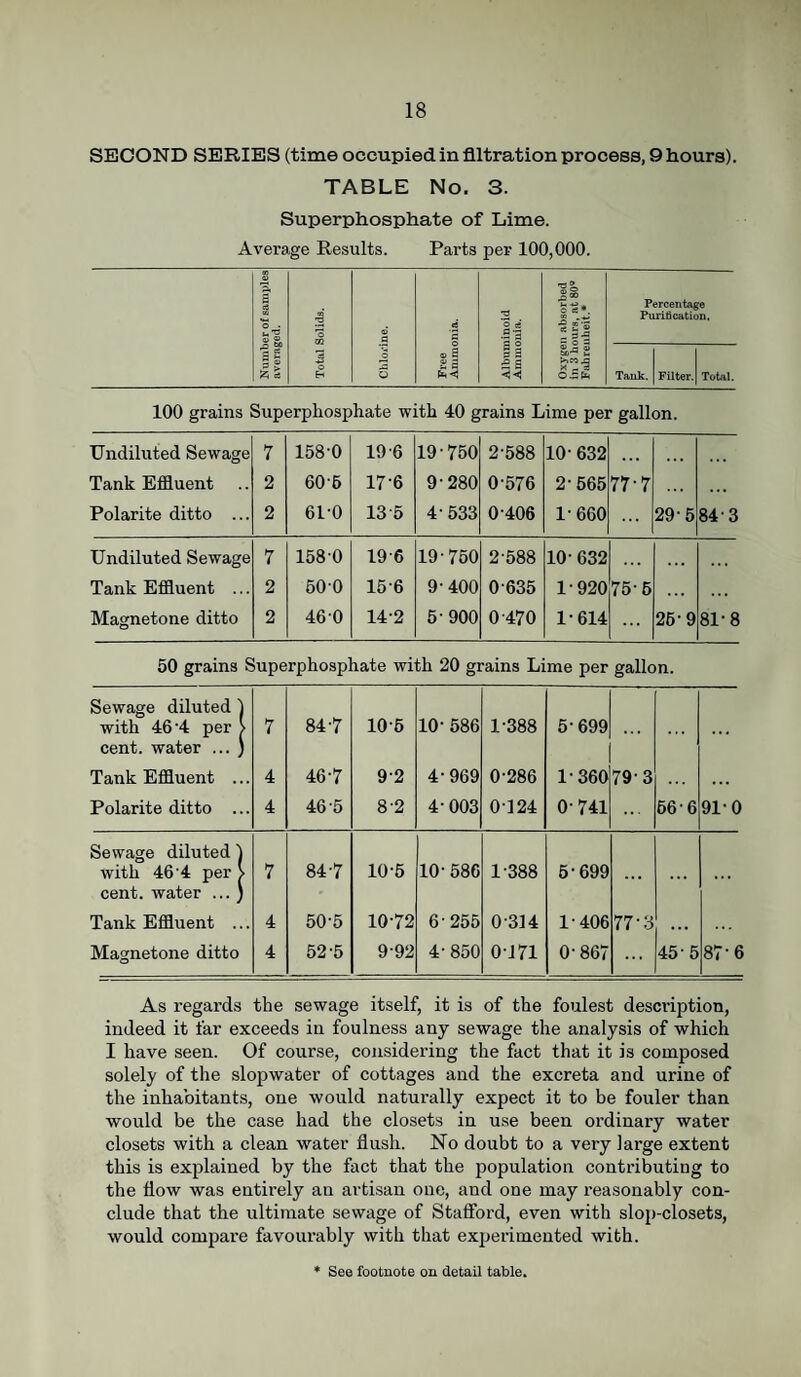 18
SECOND SERIES (time occupied in filtration process, 9 hours).
TABLE No. 3.
Superphosphate of Lime.
Average Results. Parts per 100,000.
Number of samples averaged. | Total Solids. | Chlorine. | Free Ammonia. | Albuminoid Ammonia. | Oxygen absorbed in 3 hours, at 80° Fahrenheit.* | Percentage Purification.
Tank. | Filter. | Total.
100 grains Superphosphate with 40 grains Lime per gallon.
Undiluted Sewage 7 158·0 19·6 19·750 2·588 10·632 ... ... ...
Tank Effluent .. 2 60·5 17·6 9·280 0·576 2·565 77·7 ... ...
Polarite ditto ... 2 61·0 13·5 4·533 0·406 1·660 ... 29·5 84·3
Undiluted Sewage 7 158·0 19·6 19·750 2·588 10·632 ... ... ...
Tank Effluent ... 2 50·0 15·6 9·400 0·635 1·920 75·5 ... ...
Magnetone ditto 2 46·0 14·2 5·900 0·470 1·614 ... 25·9 81·8
50 grains Superphosphate with 20 grains Lime per gallon.
Sewage diluted
with 46·4 per 7 84·7 10·5 10·586 1·388 5·699 ... ... ...
cent. water ...
Tank Effluent ... 4 46·7 9·2 4·969 0·286 1·360 79·3 ... ...
Polarite ditto ... 4 46·5 8·2 4·003 0·124 0·741 ... 56·6 91·0
Sewage diluted
with 46·4 per 7 84·7 10·5 10·586 1·388 5·699 ... ... ...
cent. water ...
Tank Effluent ... 4 50·5 10·72 6·255 0·314 1·406 77·3 ... ...
Magnetone ditto 4 52·5 9·92 4·850 0·171 0·867 ... 45·5 87·6
As regards the sewage itself, it is of the foulest description,
indeed it far exceeds in foulness any sewage the analysis of which
I have seen. Of course, considering the fact that it is composed
solely of the slopwater of cottages and the excreta and urine of
the inhabitants, one would naturally expect it to be fouler than
would be the case had the closets in use been ordinary water
closets with a clean water flush. No doubt to a very large extent
this is explained by the fact that the population contributing to
the flow was entirely an artisan one, and one may reasonably con-
clude that the ultimate sewage of Stafford, even with slop-closets,
would compare favourably with that experimented with.
* See footnote on detail table.